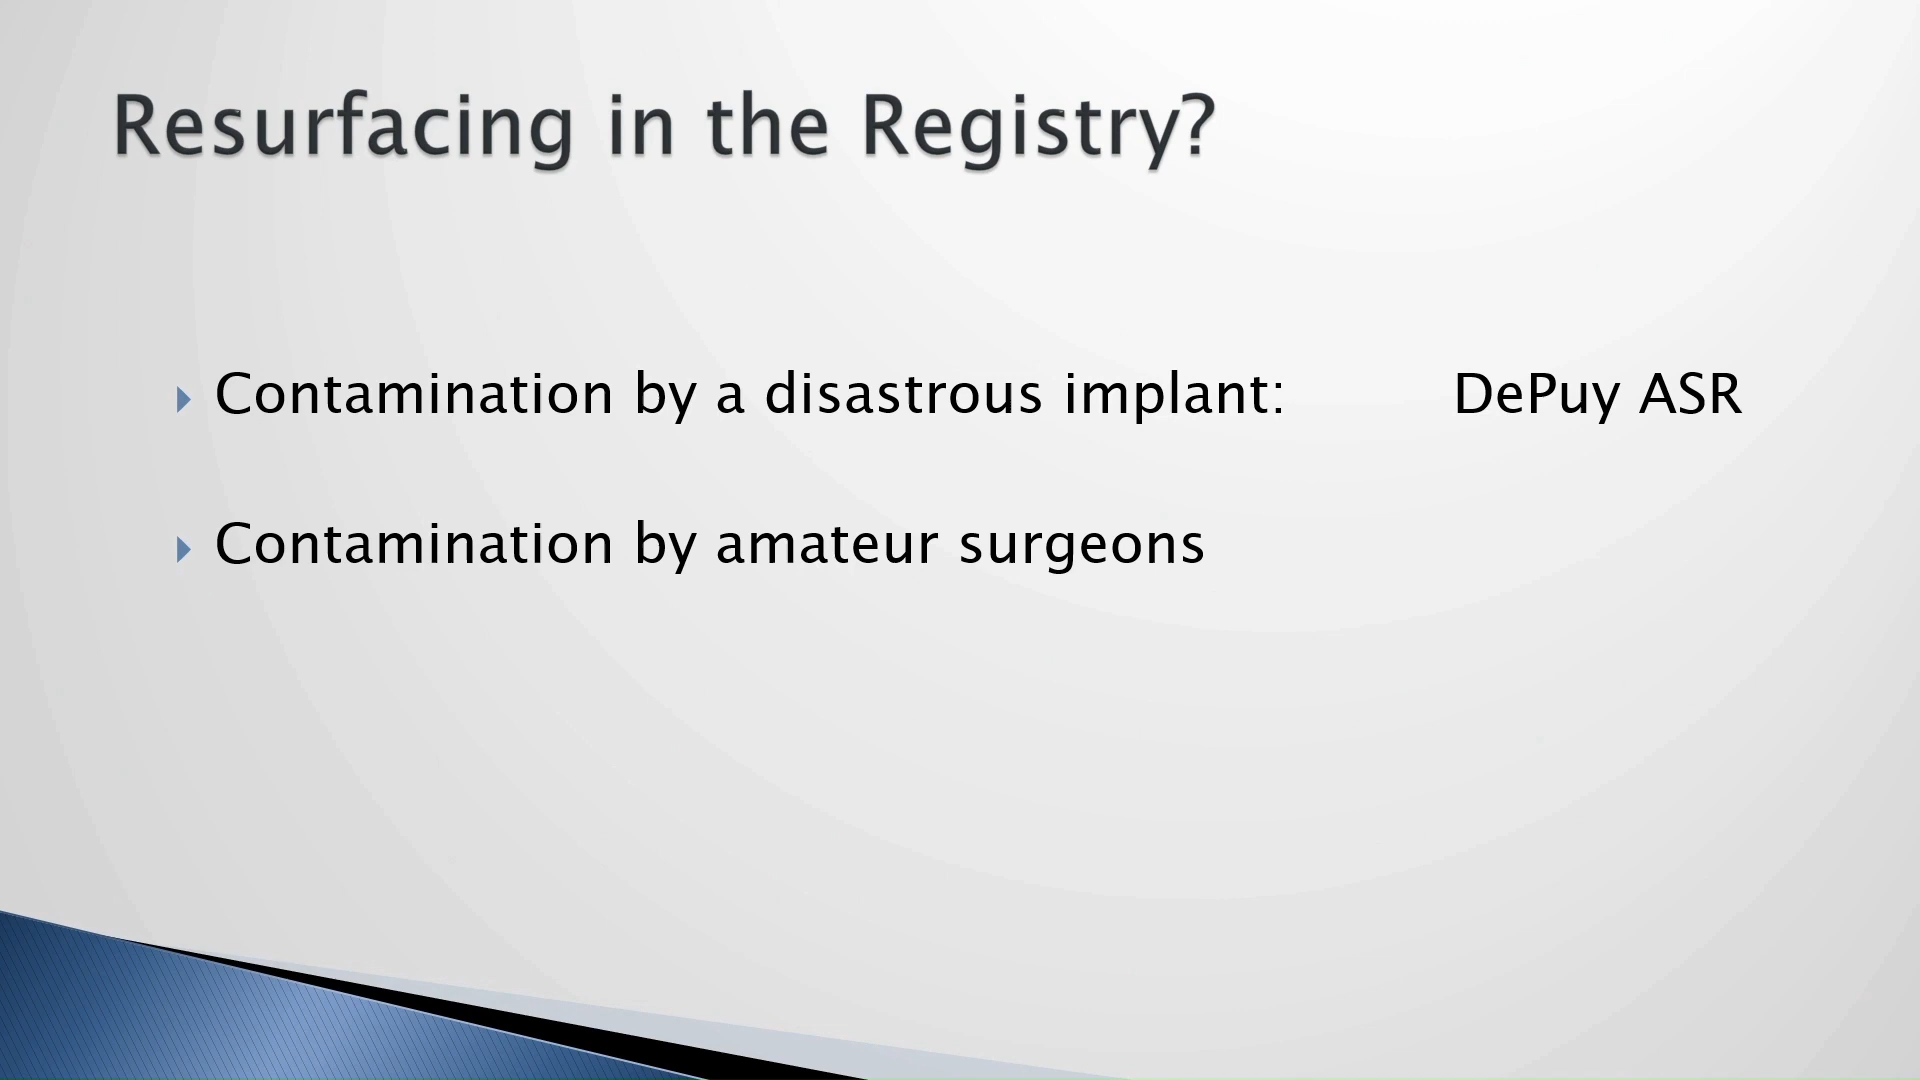 Resurfacing in the Registry?
Contamination by a disastrous implant: DePuy ASR
Contamination by amateur surgeons